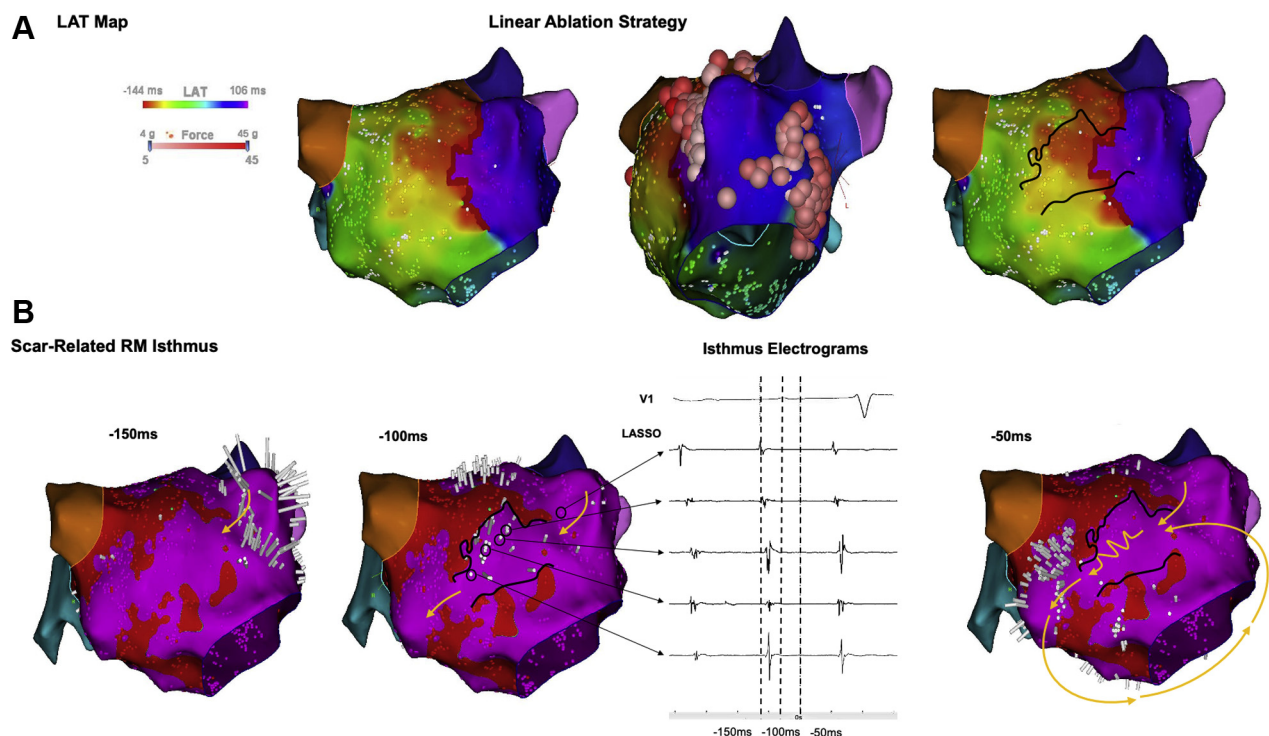 A
LAT Map
Linear Ablation Strategy
-144 ms LAT 106 ms
4 g Force 45 g
5 45
B
Scar-Related RM Isthmus
Isthmus Electrograms
V1
LASSO
-150ms
-100ms
-50ms
0s
-150ms -100ms -50ms
L